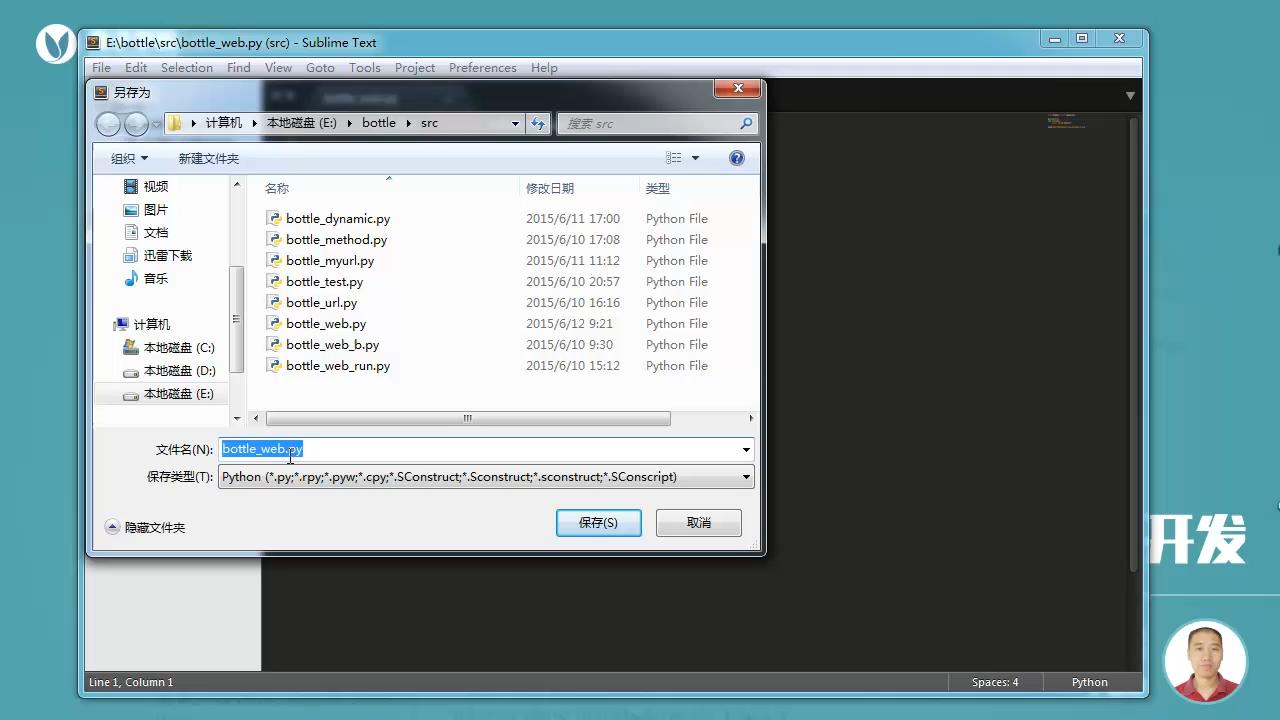 E:\bottle\src\bottle_web.py (src) - Sublime Text
File Edit Selection Find View Goto Tools Project Preferences Help
另存为
计算机 本地磁盘 (E:) bottle src 搜索 src
组织 新建文件夹
视频
图片
文档
迅雷下载
音乐
计算机
本地磁盘 (C:)
本地磁盘 (D:)
本地磁盘 (E:)
名称 修改日期 类型
bottle_dynamic.py 2015/6/11 17:00 Python File
bottle_method.py 2015/6/10 17:08 Python File
bottle_myurl.py 2015/6/11 11:12 Python File
bottle_test.py 2015/6/10 20:57 Python File
bottle_url.py 2015/6/10 16:16 Python File
bottle_web.py 2015/6/12 9:21 Python File
bottle_web_b.py 2015/6/10 9:30 Python File
bottle_web_run.py 2015/6/10 15:12 Python File
文件名(N): bottle_web.py
保存类型(T): Python (*.py;*.rpy;*.pyw;*.cpy;*.SConstruct;*.Sconstruct;*.sconstruct;*.SConscript)
隐藏文件夹 保存(S) 取消
开发
Line 1, Column 1 Spaces: 4 Python